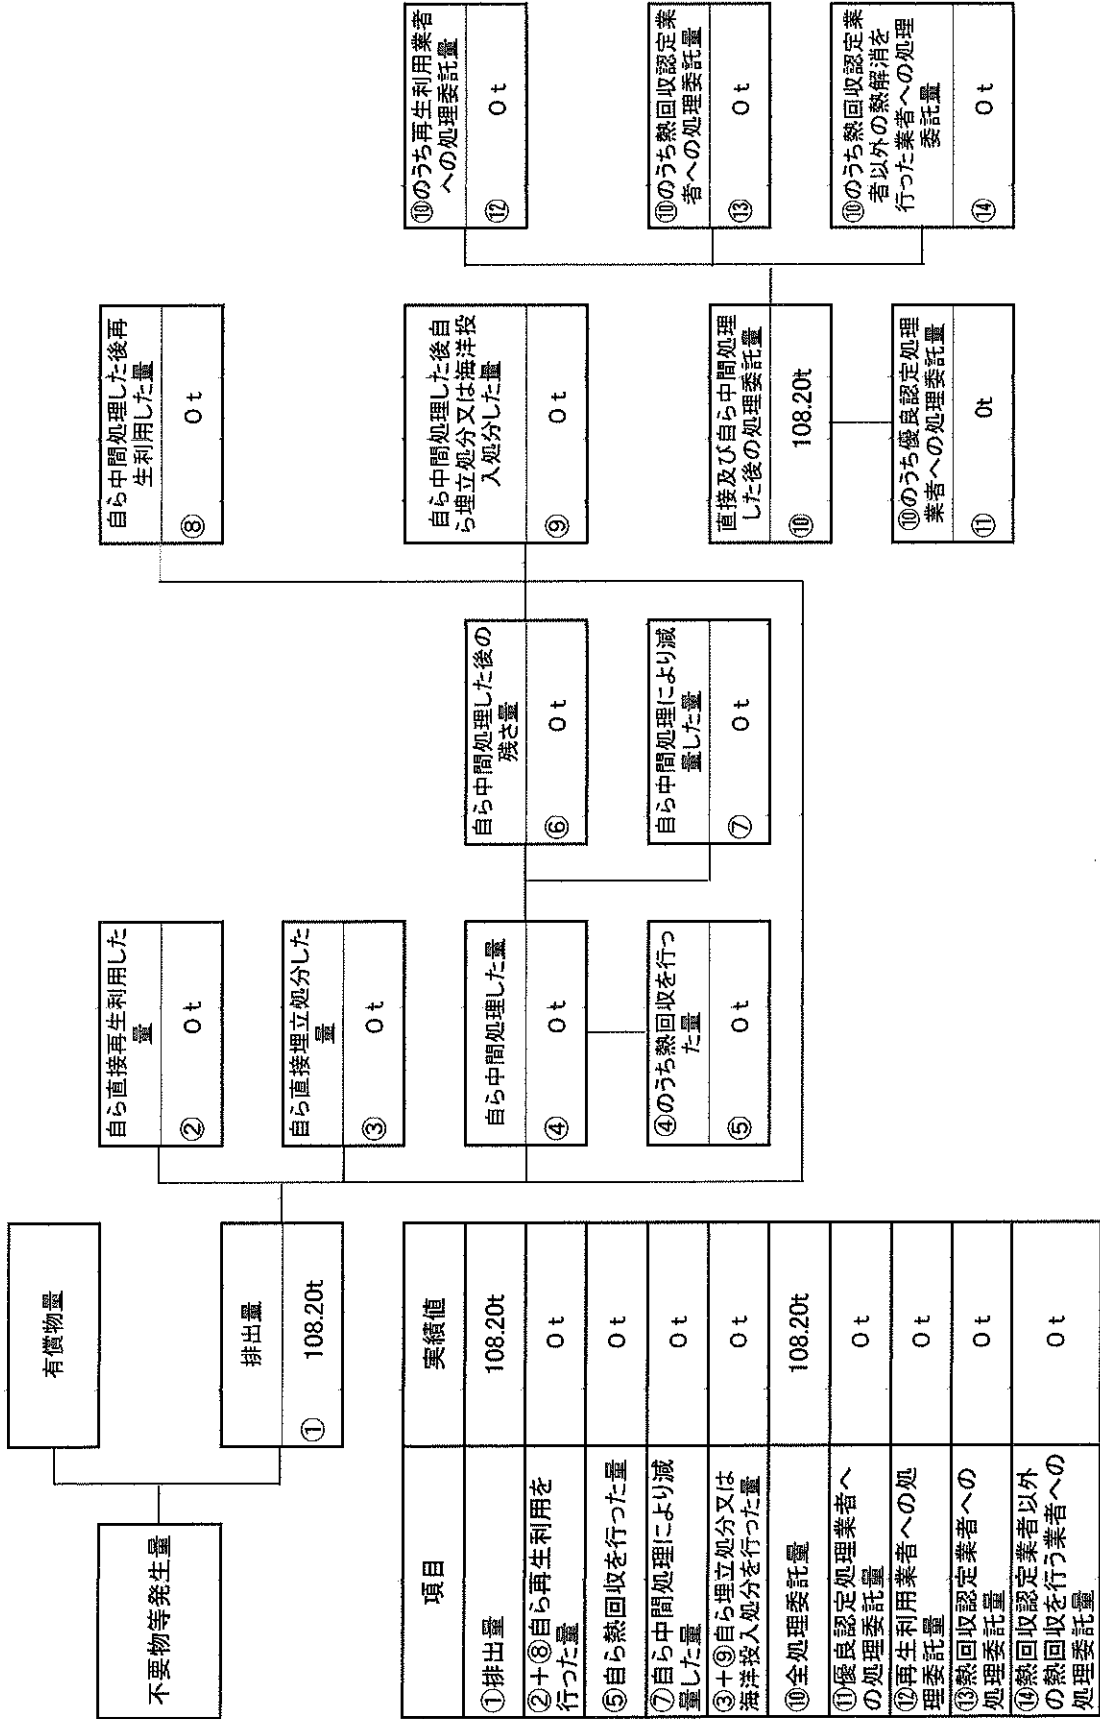 不要物等発生量
有償物量
排出量
① 108.20t
自ら直接再生利用した
量
② 0 t
自ら直接埋立処分した
量
③ 0 t
自ら中間処理した量
④ 0 t
④のうち熱回収を行っ
た量
⑤ 0 t
自ら中間処理した後の
残さ量
⑥ 0 t
自ら中間処理により減
量した量
⑦ 0 t
自ら中間処理した後再
生利用した量
⑧ 0 t
自ら中間処理した後自
ら埋立処分又は海洋投
入処分した量
⑨ 0 t
直接及び自ら中間処理
した後の処理委託量
⑩ 108.20t
⑩のうち優良認定処理
業者への処理委託量
⑪ 0t
⑩のうち再生利用業者
への処理委託量
⑫ 0 t
⑩のうち熱回収認定業
者への処理委託量
⑬ 0 t
⑩のうち熱回収認定業
者以外の熱解消を
行った業者への処理
委託量
⑭ 0 t
項目 実績値
①排出量 108.20t
②+⑧自ら再生利用を
行った量 0 t
⑤自ら熱回収を行った量 0 t
⑦自ら中間処理により減
量した量 0 t
③+⑨自ら埋立処分又は
海洋投入処分を行った量 0 t
⑩全処理委託量 108.20t
⑪優良認定処理業者へ
の処理委託量 0 t
⑫再生利用業者への処
理委託量 0 t
⑬熱回収認定業者への
処理委託量 0 t
⑭熱回収認定業者以外
の熱回収を行う業者への
処理委託量 0 t